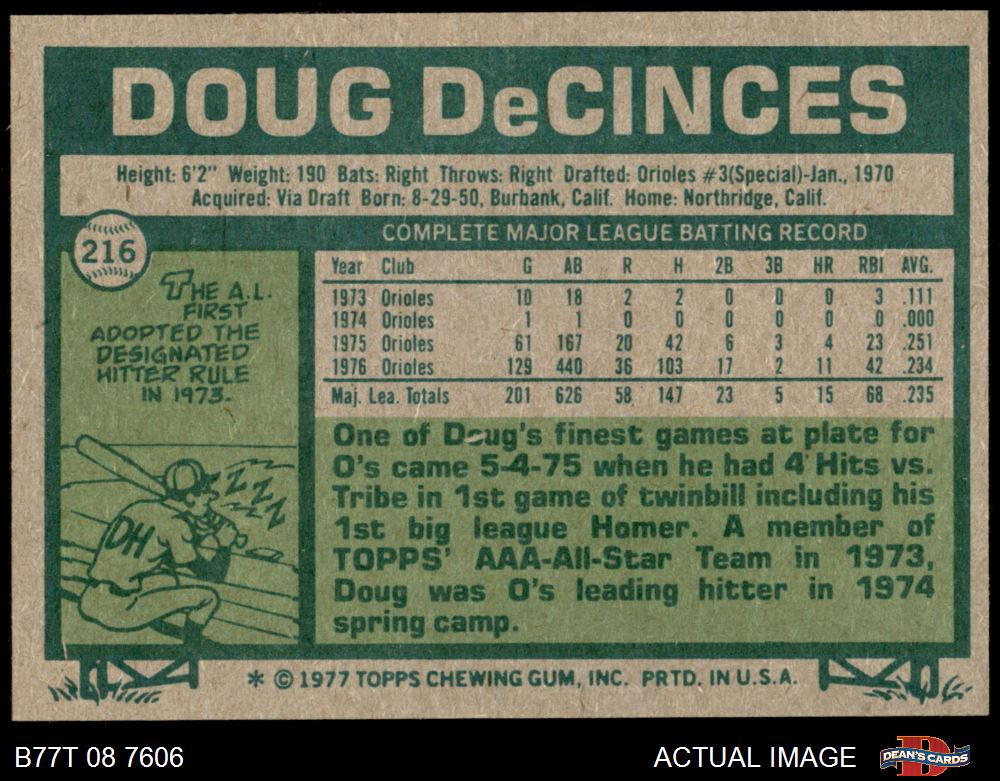 DOUG DeCINCES
Height: 6'2" Weight: 190 Bats: Right Throws: Right Drafted: Orioles #3(Special)-Jan., 1970
Acquired: Via Draft Born: 8-29-50, Burbank, Calif. Home: Northridge, Calif.
216
THE A.L.
FIRST
ADOPTED THE
DESIGNATED
HITTER RULE
IN 1973.
ZZZ
ZZZ
DH
COMPLETE MAJOR LEAGUE BATTING RECORD
Year Club G AB R H 2B 3B HR RBI AVG.
1973 Orioles 10 18 2 2 0 0 0 3 .111
1974 Orioles 1 1 0 0 0 0 0 0 .000
1975 Orioles 61 167 20 42 6 3 4 23 .251
1976 Orioles 129 440 36 103 17 2 11 42 .234
Maj. Lea. Totals 201 626 58 147 23 5 15 68 .235
One of Doug's finest games at plate for
O's came 5-4-75 when he had 4 Hits vs.
Tribe in 1st game of twinbill including his
1st big league Homer. A member of
TOPPS' AAA-All-Star Team in 1973,
Doug was O's leading hitter in 1974
spring camp.
* © 1977 TOPPS CHEWING GUM, INC. PRTD. IN U.S.A.
B77T 08 7606
ACTUAL IMAGE
D
DEAN'S CARDS